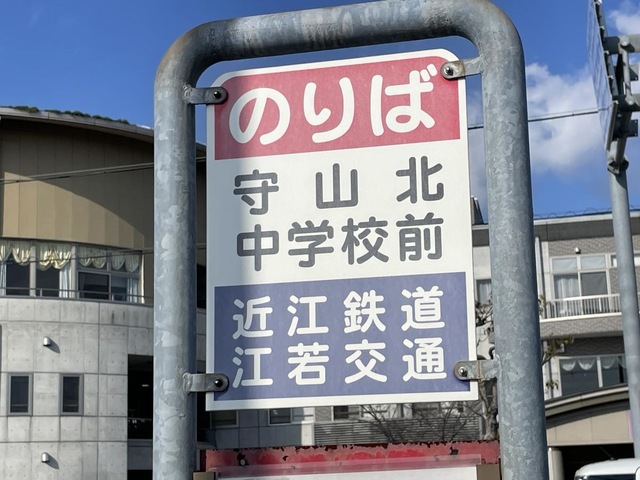 のりば
守山北
中学校前
近江鉄道
江若交通